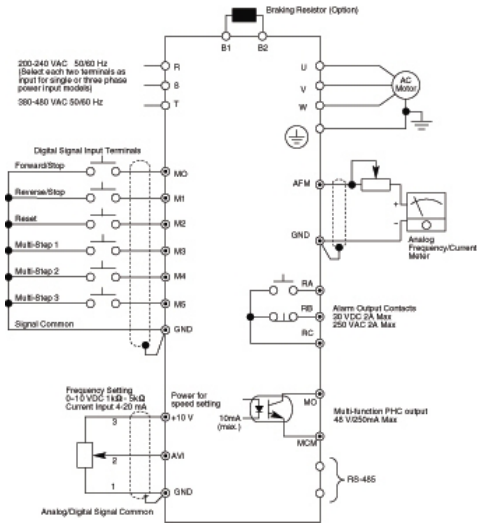 Braking Resistor (Option)
B1 B2
200-240 VAC 50/60 Hz
(Select each two terminals as
input for single or three phase
power input models)
380-480 VAC 50/60 Hz
R
S
T
U
V
W
AC
Motor
Digital Signal Input Terminals
Forward/Stop
MO
Reverse/Stop
M1
Reset
M2
Multi-Step 1
M3
Multi-Step 2
M4
Multi-Step 3
M5
Signal Common
GND
AFM
+
-
GND
Analog
Frequency/Current
Meter
RA
RB
RC
Alarm Output Contacts
30 VDC 2A Max
250 VAC 2A Max
Frequency Setting
0~10 VDC 1kΩ - 5kΩ
Current Input 4-20 mA
Power for
speed setting
3
+10 V
2
AVI
1
GND
Analog/Digital Signal Common
10mA
(max.)
MO
MCM
Multi-function PHC output
48 V/250mA Max
RS-485